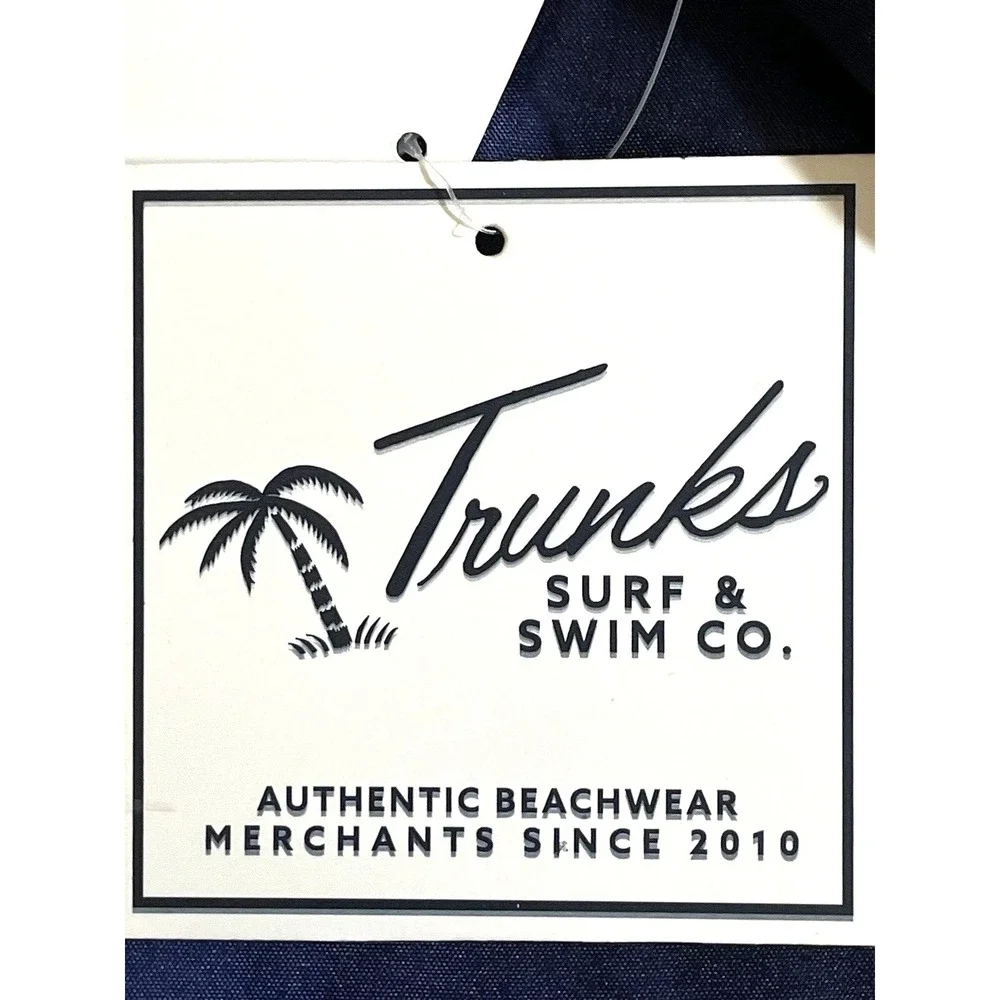 Trunks
SURF &
SWIM CO.
AUTHENTIC BEACHWEAR
MERCHANTS SINCE 2010